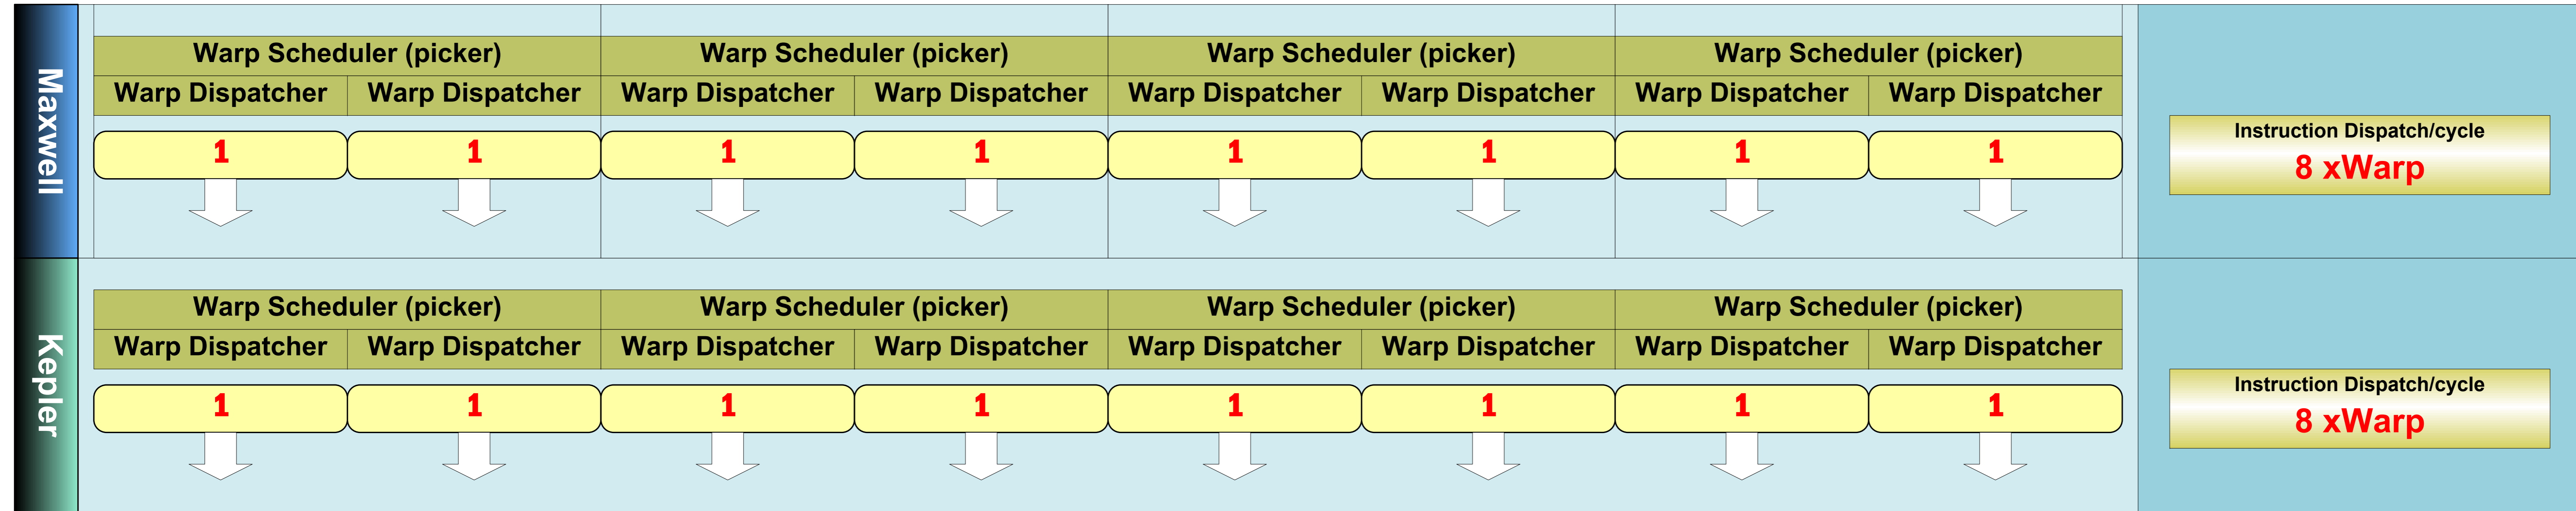 Maxwell
Warp Scheduler (picker) Warp Scheduler (picker) Warp Scheduler (picker) Warp Scheduler (picker)
Warp Dispatcher Warp Dispatcher Warp Dispatcher Warp Dispatcher Warp Dispatcher Warp Dispatcher Warp Dispatcher Warp Dispatcher
1 1 1 1 1 1 1 1
Instruction Dispatch/cycle
8 xWarp
Kepler
Warp Scheduler (picker) Warp Scheduler (picker) Warp Scheduler (picker) Warp Scheduler (picker)
Warp Dispatcher Warp Dispatcher Warp Dispatcher Warp Dispatcher Warp Dispatcher Warp Dispatcher Warp Dispatcher Warp Dispatcher
1 1 1 1 1 1 1 1
Instruction Dispatch/cycle
8 xWarp